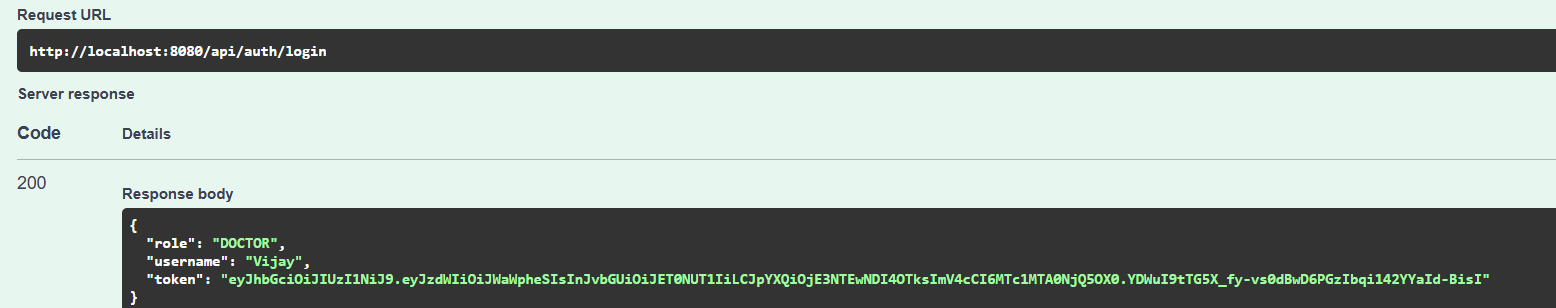 Request URL
http://localhost:8080/api/auth/login
Server response
Code Details
200
Response body
{
"role": "DOCTOR",
"username": "Vijay",
"token": "eyJhbGciOiJIUzI1NiJ9.eyJzdWIiOiJWaWpheSIsInJvbGUiOiJET0NUT1IiLCJpYXQiOjE3NTEwNDI4OTksImV4cCI6MTc1MTA0NjQ5OX0.YDWuI9tTG5X_fy-vs0dBwD6PGzIbqi142YYaId-BisI"
}